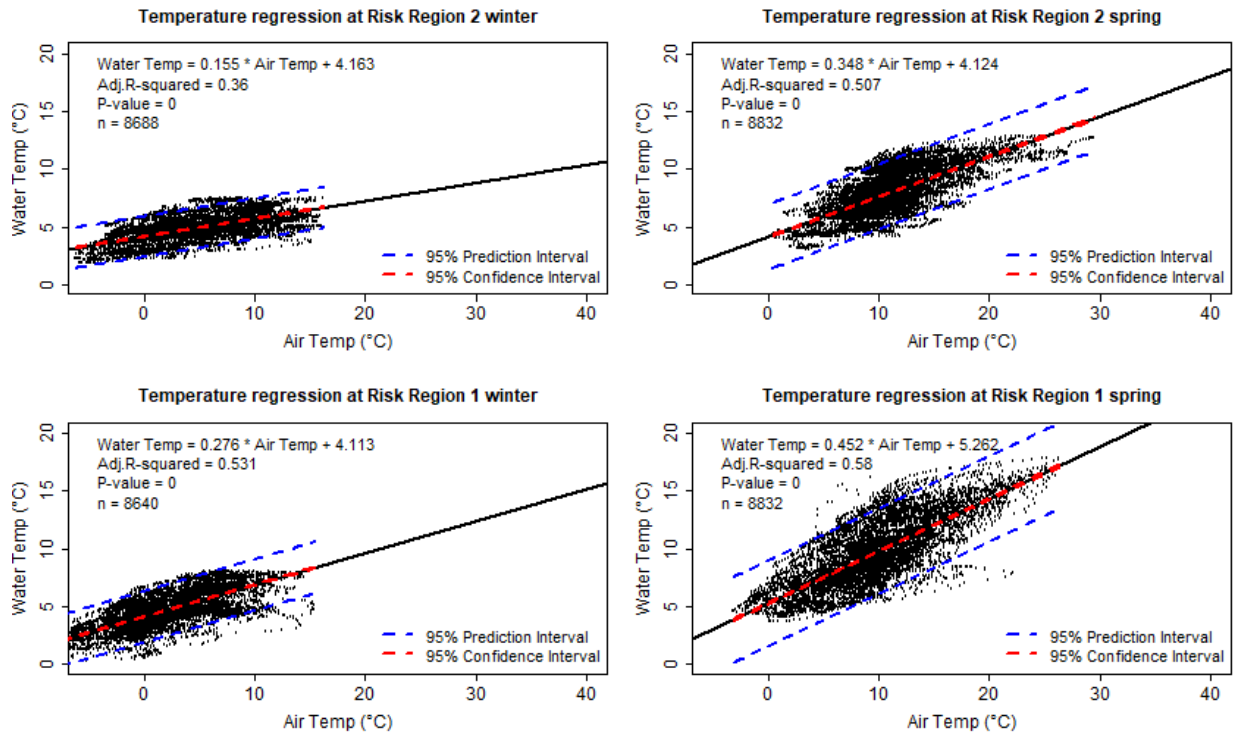 Temperature regression at Risk Region 2 winter
Water Temp = 0.155 * Air Temp + 4.163
Adj.R-squared = 0.36
P-value = 0
n = 8688
20
15
10
5
0
Water Temp (°C)
95% Prediction Interval
95% Confidence Interval
0 10 20 30 40
Air Temp (°C)
Temperature regression at Risk Region 2 spring
Water Temp = 0.348 * Air Temp + 4.124
Adj.R-squared = 0.507
P-value = 0
n = 8832
20
15
10
5
0
Water Temp (°C)
95% Prediction Interval
95% Confidence Interval
0 10 20 30 40
Air Temp (°C)
Temperature regression at Risk Region 1 winter
Water Temp = 0.276 * Air Temp + 4.113
Adj.R-squared = 0.531
P-value = 0
n = 8640
20
15
10
5
0
Water Temp (°C)
95% Prediction Interval
95% Confidence Interval
0 10 20 30 40
Air Temp (°C)
Temperature regression at Risk Region 1 spring
Water Temp = 0.452 * Air Temp + 5.262
Adj.R-squared = 0.58
P-value = 0
n = 8832
20
15
10
5
0
Water Temp (°C)
95% Prediction Interval
95% Confidence Interval
0 10 20 30 40
Air Temp (°C)